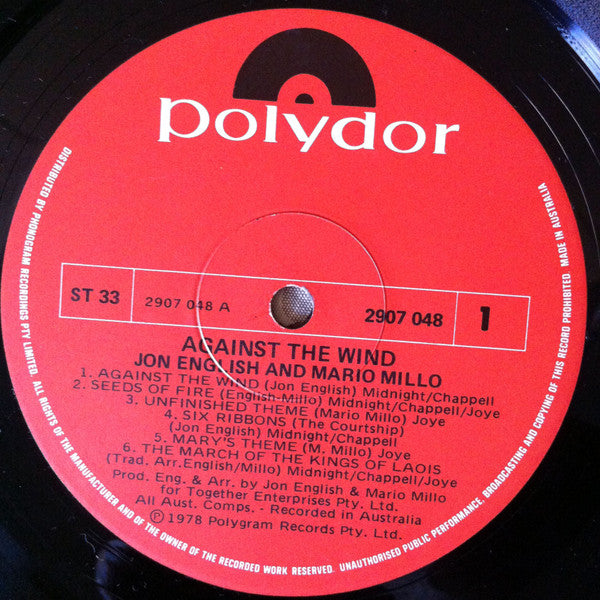 polydor
ST 33
2907 048 A
2907 048
1
AGAINST THE WIND
JON ENGLISH AND MARIO MILLO
1. AGAINST THE WIND (Jon English) Midnight/Chappell
2. SEEDS OF FIRE (English-Millo) Midnight/Chappell/Joye
3. UNFINISHED THEME (Mario Millo) Joye
4. SIX RIBBONS (The Courtship)
(Jon English) Midnight/Chappell
5. MARY'S THEME (M. Millo) Joye
6. THE MARCH OF THE KINGS OF LAOIS
(Trad. Arr.English/Millo) Midnight/Chappell/Joye
Prod. Eng. & Arr. by Jon English & Mario Millo
for Together Enterprises Pty. Ltd.
All Aust. Comps. - Recorded in Australia
℗ 1978 Polygram Records Pty. Ltd.
DISTRIBUTED BY PHONOGRAM RECORDINGS PTY LIMITED. ALL RIGHTS OF THE MANUFACTURER AND OF THE OWNER OF THE RECORDED WORK RESERVED. UNAUTHORISED PUBLIC PERFORMANCE, BROADCASTING AND COPYING OF THIS RECORD PROHIBITED. MADE IN AUSTRALIA